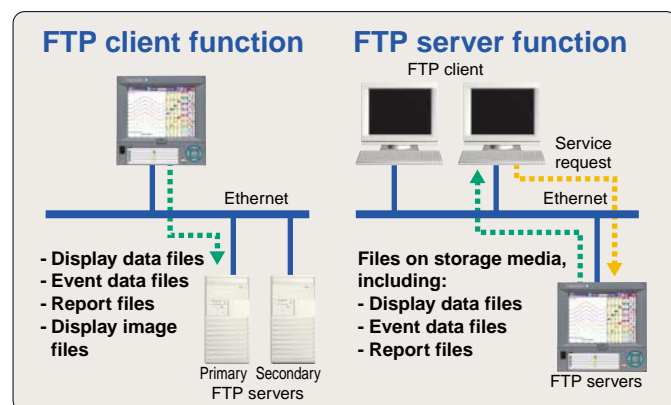 FTP client function
Ethernet
- Display data files
- Event data files
- Report files
- Display image
files
Primary
Secondary
FTP servers
FTP server function
FTP client
Service
request
Ethernet
Files on storage media,
including:
- Display data files
- Event data files
- Report files
FTP servers